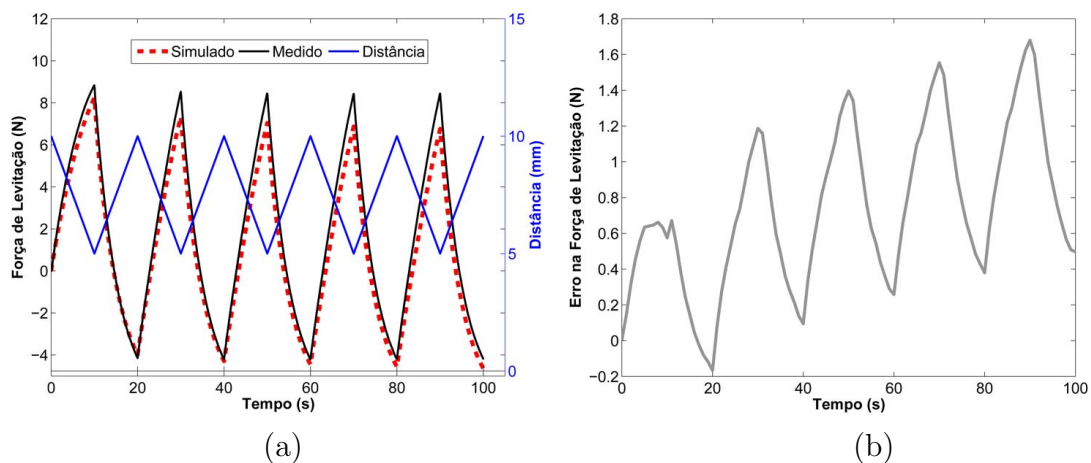 12
10
8
6
4
2
0
−2
−4
Força de Levitação (N)
Simulado Medido Distância
15
10
5
0
Distância (mm)
0 20 40 60 80 100
Tempo (s)
(a)
1.8
1.6
1.4
1.2
1
0.8
0.6
0.4
0.2
0
−0.2
Erro na Força de Levitação (N)
0 20 40 60 80 100
Tempo (s)
(b)